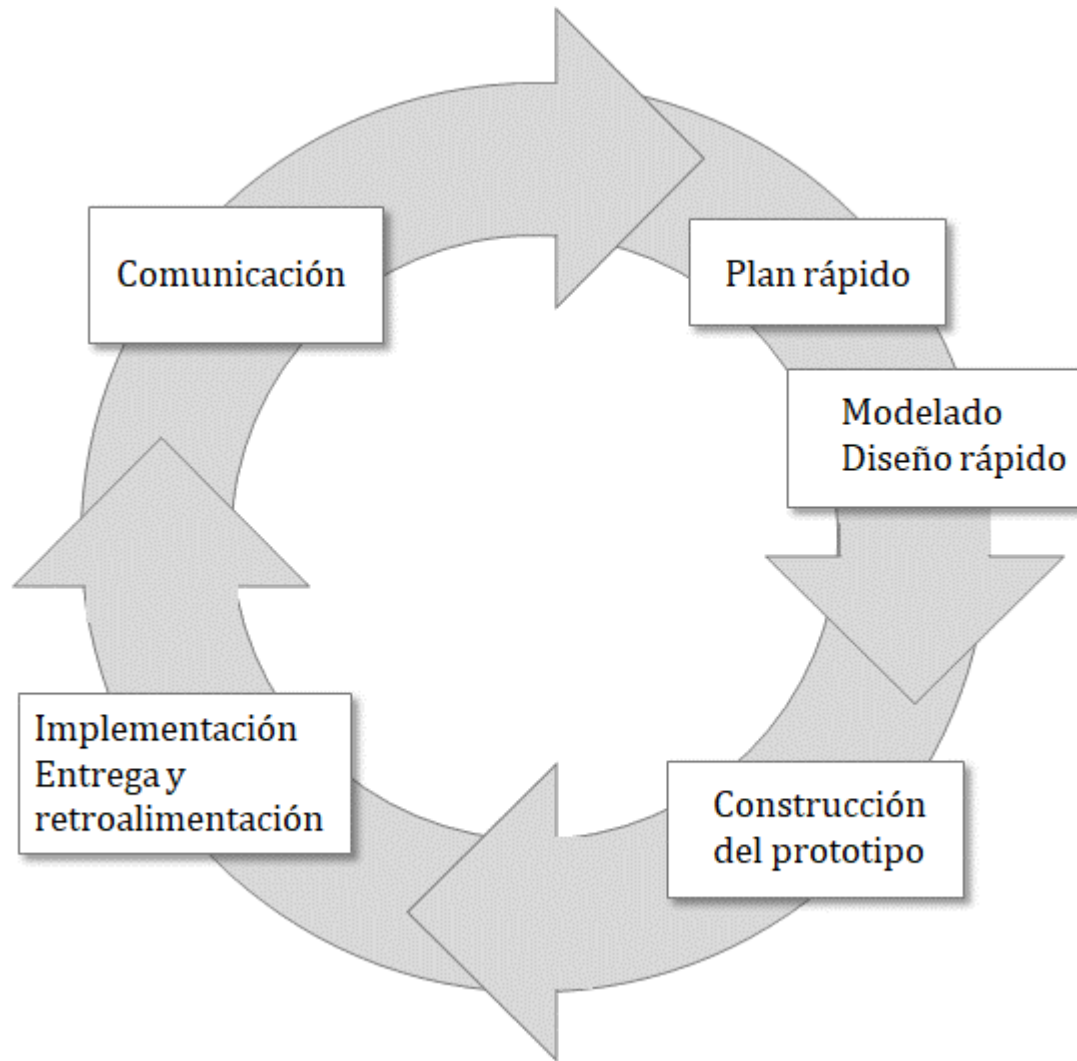 Comunicación
Plan rápido
Modelado
Diseño rápido
Construcción
del prototipo
Implementación
Entrega y
retroalimentación